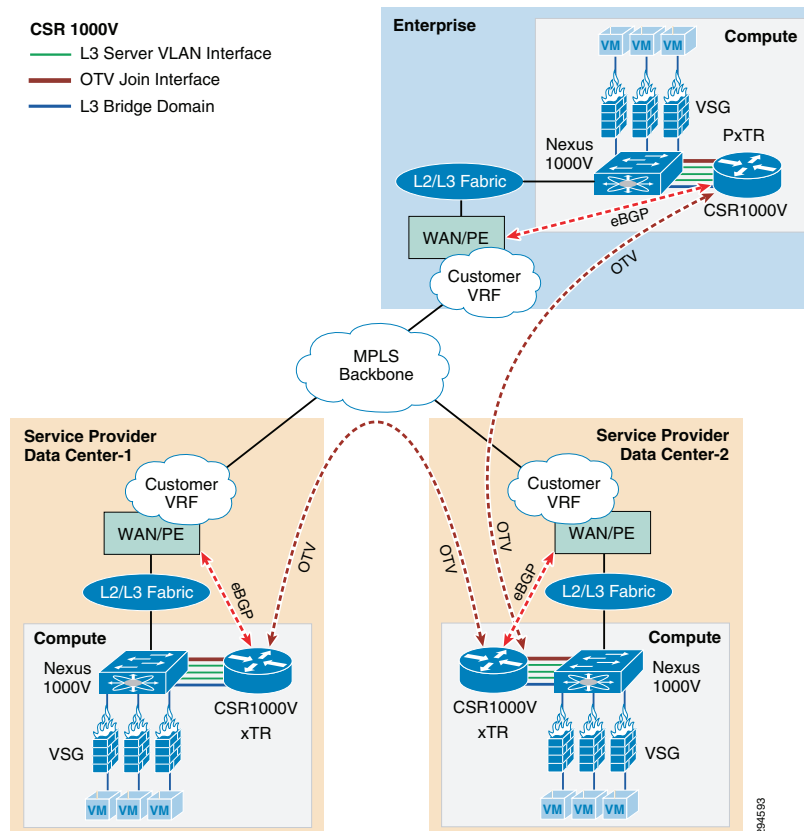 CSR 1000V
L3 Server VLAN Interface
OTV Join Interface
L3 Bridge Domain
Enterprise
Compute
VM VM VM
VSG
PxTR
Nexus
1000V
L2/L3 Fabric
CSR1000V
eBGP
WAN/PE
OTV
Customer
VRF
MPLS
Backbone
Service Provider
Data Center-1
Customer
VRF
WAN/PE
OTV
L2/L3 Fabric
eBGP
Compute
Nexus
1000V
CSR1000V
xTR
VSG
VM VM VM
Service Provider
Data Center-2
Customer
VRF
WAN/PE
OTV
OTV
eBGP
L2/L3 Fabric
Compute
Nexus
1000V
CSR1000V
xTR
VSG
VM VM VM
294593